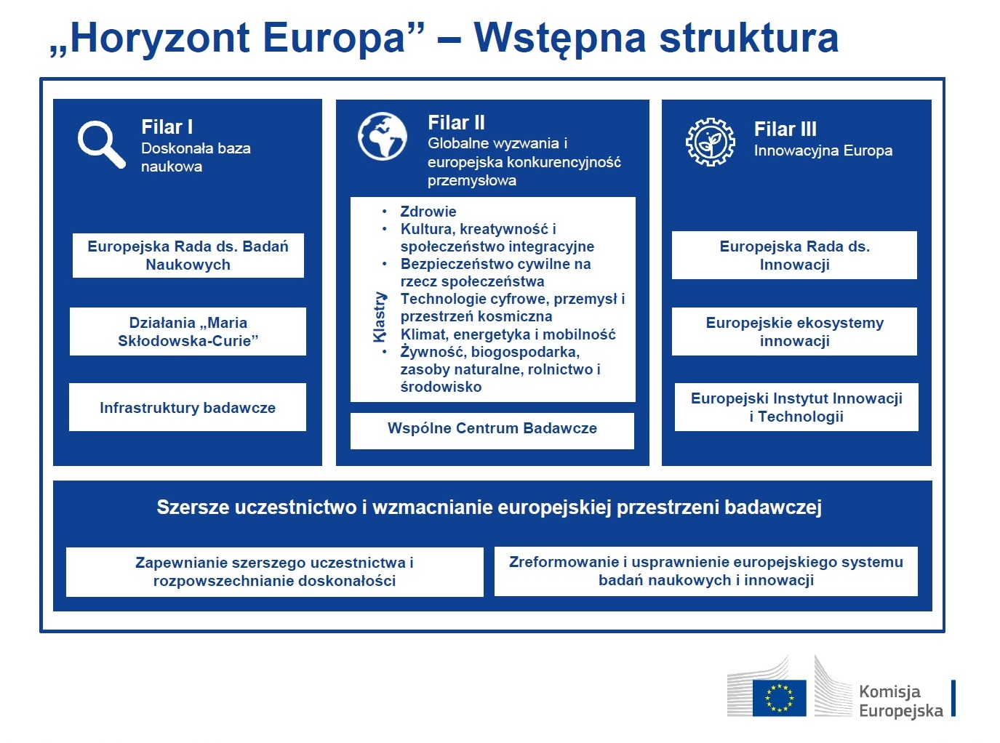 „Horyzont Europa” – Wstępna struktura
Filar I
Doskonała baza
naukowa
Europejska Rada ds. Badań
Naukowych
Działania „Maria
Skłodowska-Curie”
Infrastruktury badawcze
Filar II
Globalne wyzwania i
europejska konkurencyjność
przemysłowa
Klastry
• Zdrowie
• Kultura, kreatywność i
społeczeństwo integracyjne
• Bezpieczeństwo cywilne na
rzecz społeczeństwa
• Technologie cyfrowe, przemysł i
przestrzeń kosmiczna
• Klimat, energetyka i mobilność
• Żywność, biogospodarka,
zasoby naturalne, rolnictwo i
środowisko
Wspólne Centrum Badawcze
Filar III
Innowacyjna Europa
Europejska Rada ds.
Innowacji
Europejskie ekosystemy
innowacji
Europejski Instytut Innowacji
i Technologii
Szersze uczestnictwo i wzmacnianie europejskiej przestrzeni badawczej
Zapewnianie szerszego uczestnictwa i
rozpowszechnianie doskonałości
Zreformowanie i usprawnienie europejskiego systemu
badań naukowych i innowacji
Komisja
Europejska